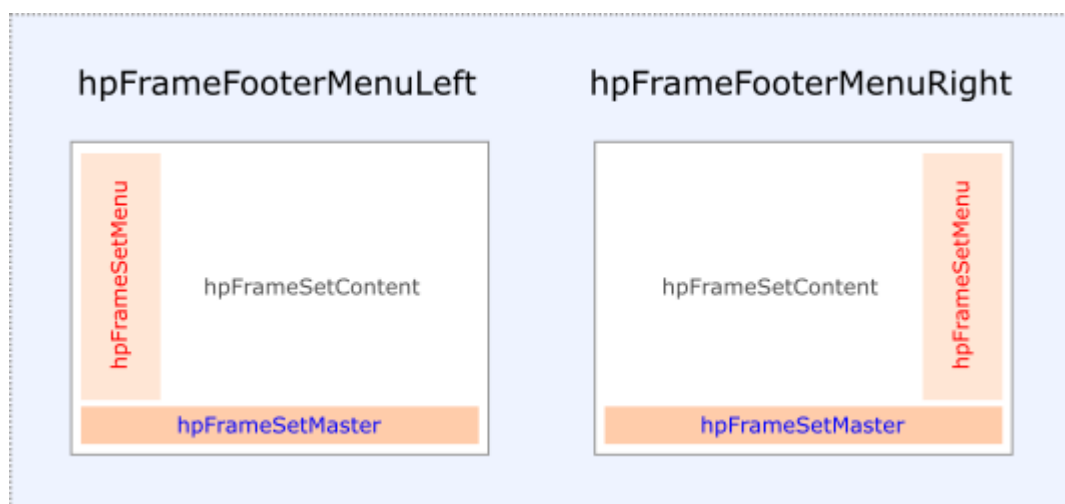 hpFrameFooterMenuLeft
hpFrameSetMenu
hpFrameSetContent
hpFrameSetMaster
hpFrameFooterMenuRight
hpFrameSetContent
hpFrameSetMenu
hpFrameSetMaster